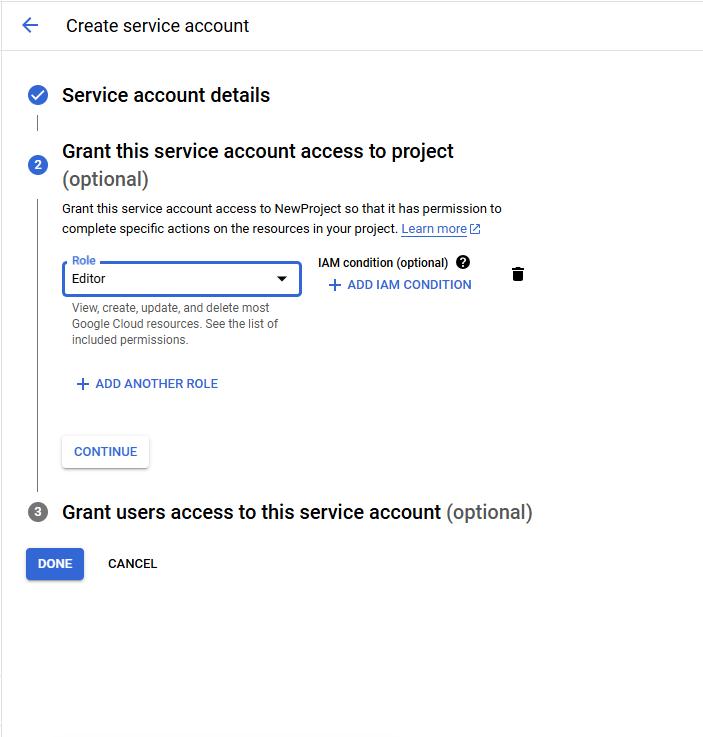 Create service account
Service account details
2
Grant this service account access to project
(optional)
Grant this service account access to NewProject so that it has permission to
complete specific actions on the resources in your project. Learn more
Role
Editor
IAM condition (optional) ?
+ ADD IAM CONDITION
View, create, update, and delete most
Google Cloud resources. See the list of
included permissions.
+ ADD ANOTHER ROLE
CONTINUE
3 Grant users access to this service account (optional)
DONE CANCEL